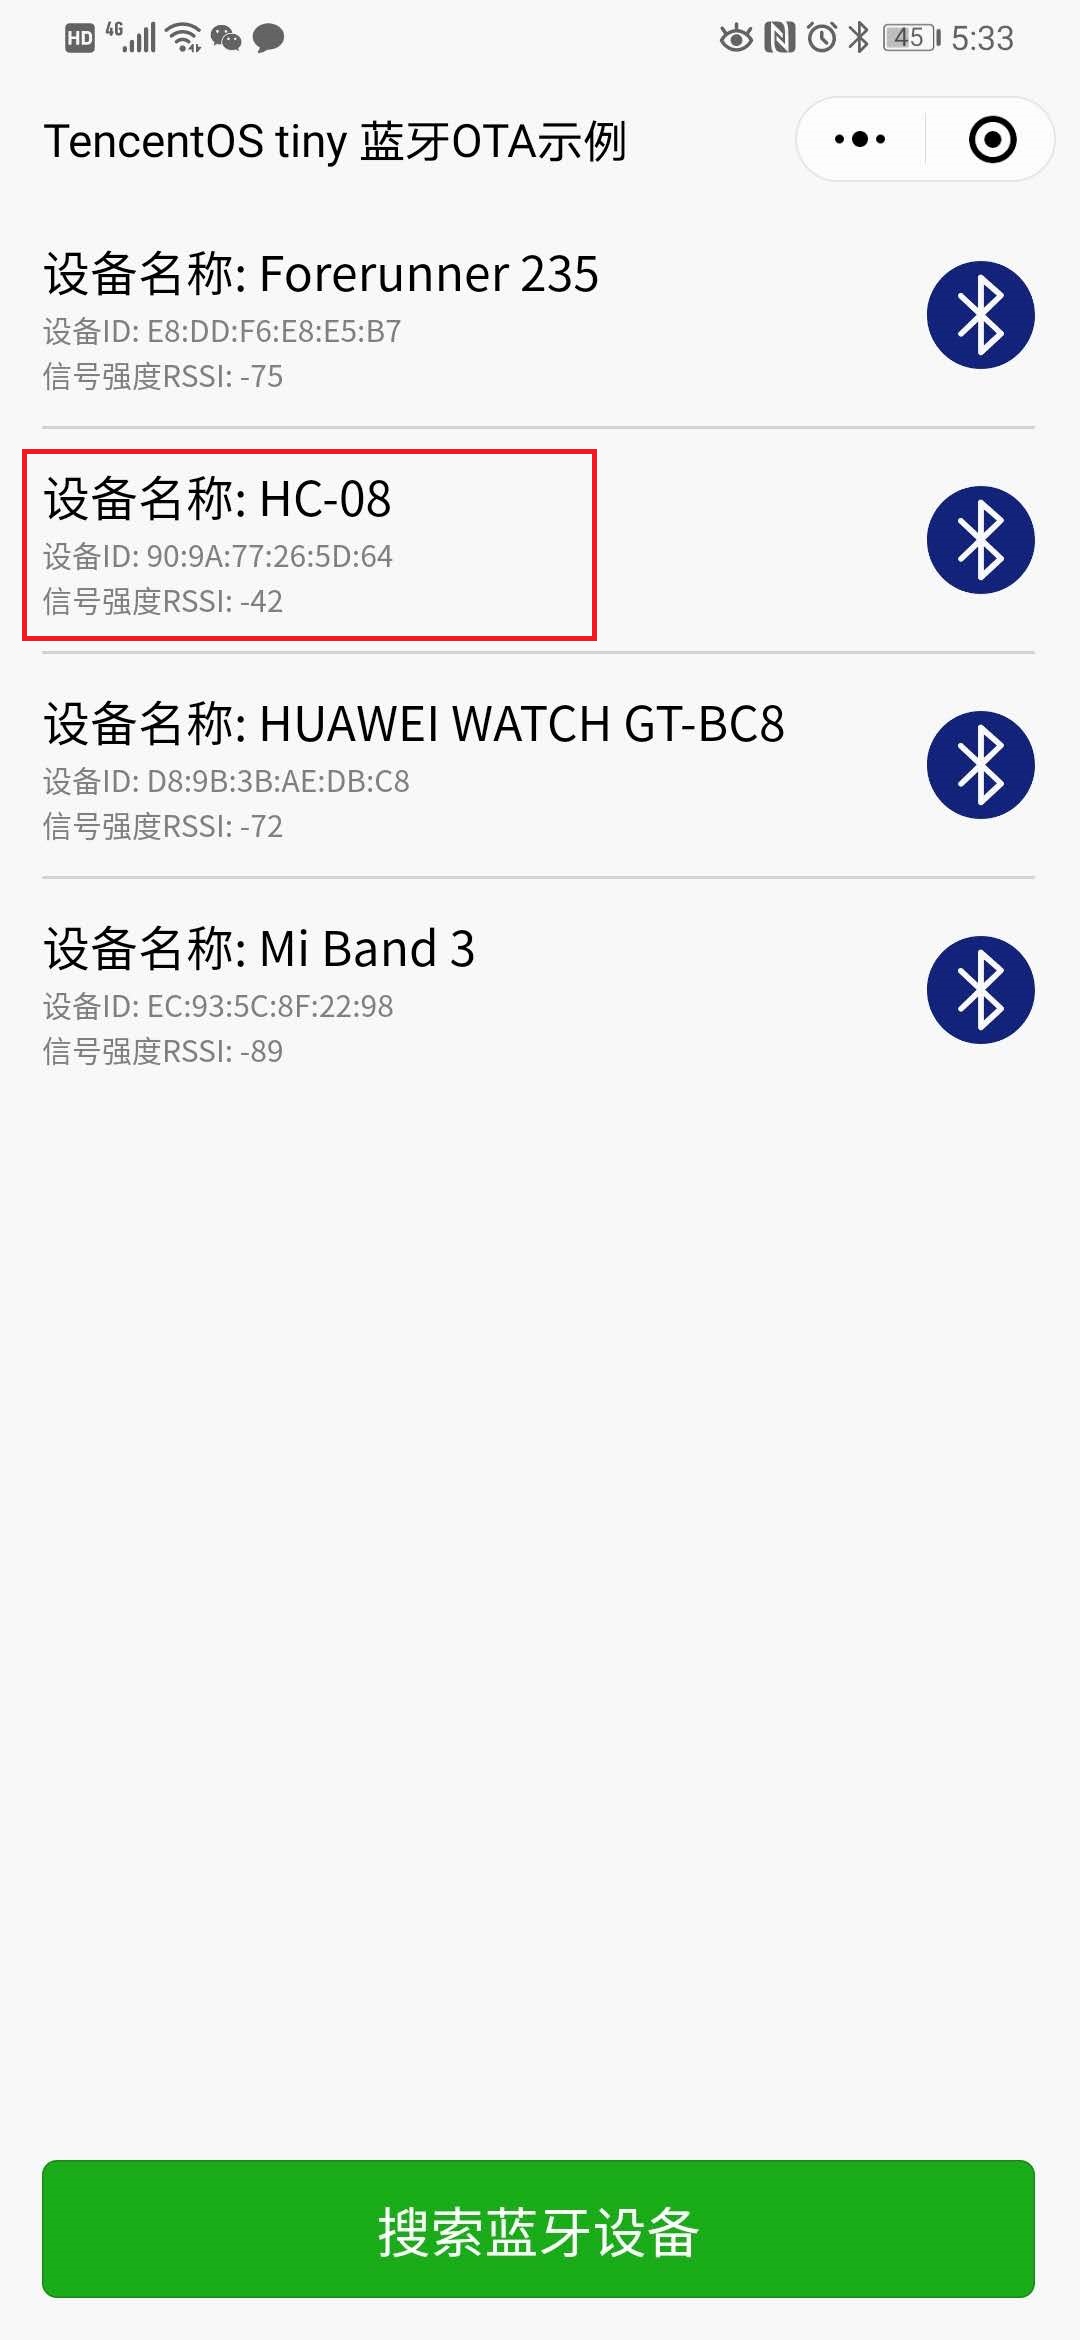 HD 4G 45 5:33
TencentOS tiny 蓝牙OTA示例
设备名称: Forerunner 235
设备ID: E8:DD:F6:E8:E5:B7
信号强度RSSI: -75
设备名称: HC-08
设备ID: 90:9A:77:26:5D:64
信号强度RSSI: -42
设备名称: HUAWEI WATCH GT-BC8
设备ID: D8:9B:3B:AE:DB:C8
信号强度RSSI: -72
设备名称: Mi Band 3
设备ID: EC:93:5C:8F:22:98
信号强度RSSI: -89
搜索蓝牙设备